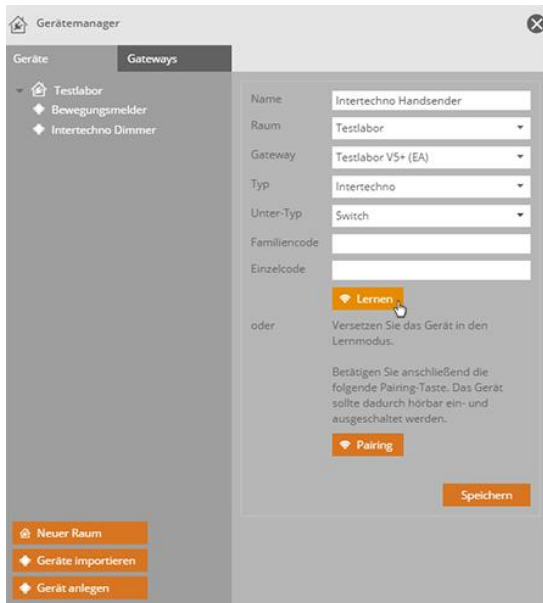 Gerätemanager
Geräte
Gateways
Testlabor
Bewegungsmelder
Intertechno Dimmer
Name
Intertechno Handsender
Raum
Testlabor
Gateway
Testlabor V5+ (EA)
Typ
Intertechno
Unter-Typ
Switch
Familiencode
Einzelcode
Lernen
oder
Versetzen Sie das Gerät in den
Lernmodus.
Betätigen Sie anschließend die
folgende Pairing-Taste. Das Gerät
sollte dadurch hörbar ein- und
ausgeschaltet werden.
Pairing
Speichern
Neuer Raum
Geräte importieren
Gerät anlegen